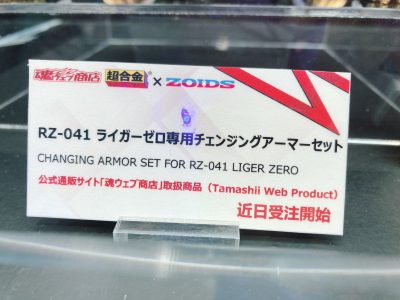 魂ウェブ商店 超合金 × ZOIDS
RZ-041 ライガーゼロ専用チェンジングアーマーセット
CHANGING ARMOR SET FOR RZ-041 LIGER ZERO
公式通販サイト「魂ウェブ商店」取扱商品（Tamashii Web Product）
近日受注開始